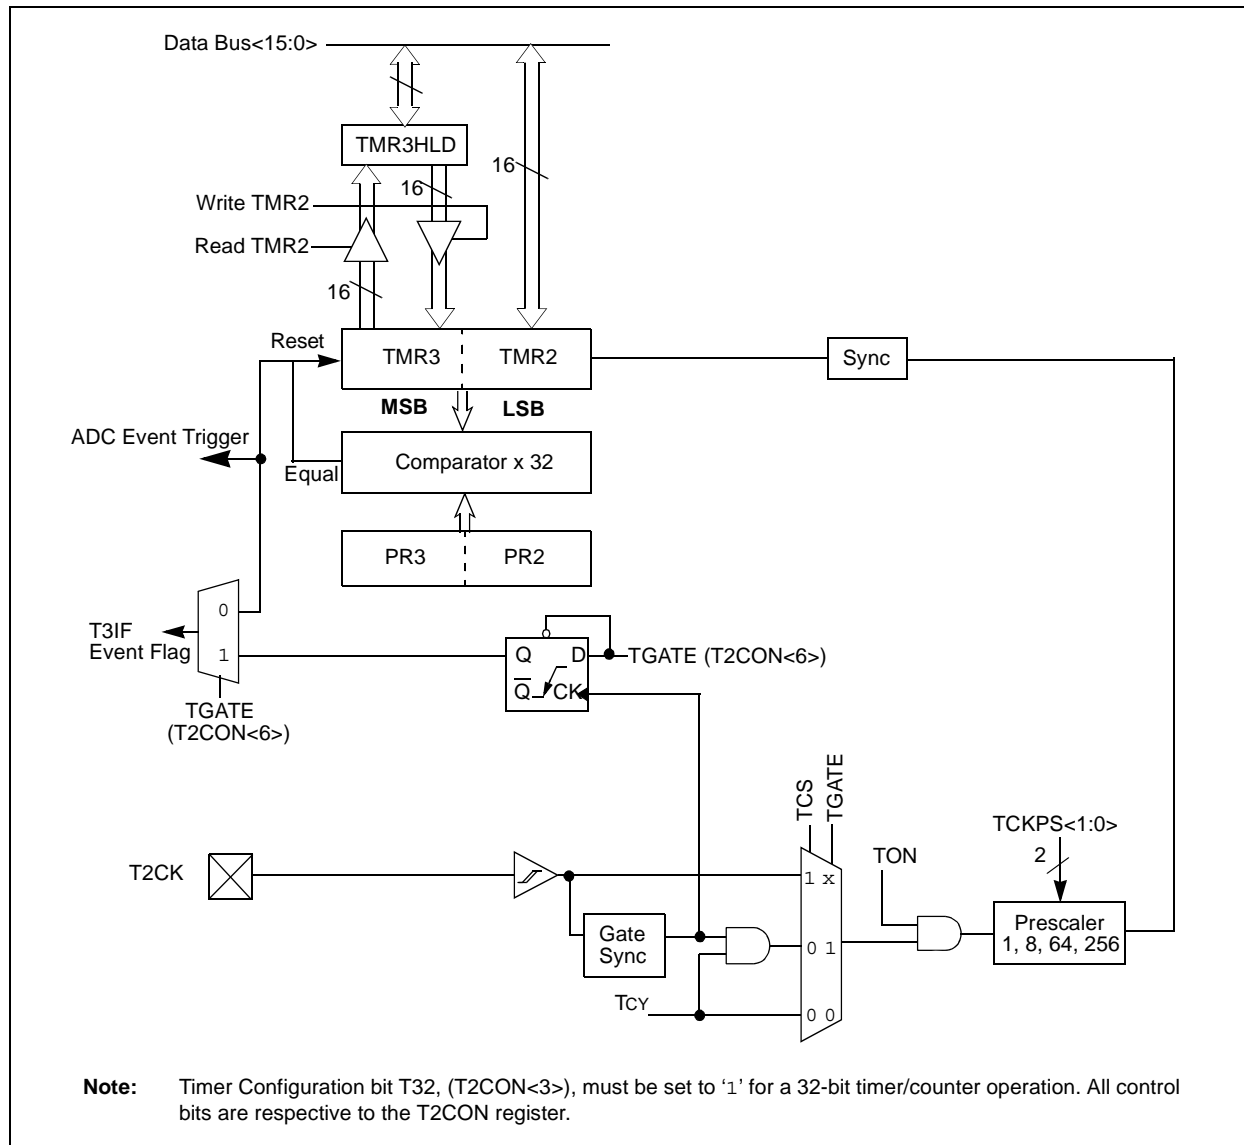 Data Bus<15:0>
TMR3HLD
16
16
Write TMR2
Read TMR2
16
Reset
TMR3
TMR2
Sync
MSB
LSB
ADC Event Trigger
Equal
Comparator x 32
PR3
PR2
0
T3IF
Event Flag
1
Q
D
TGATE (T2CON<6>)
Q
CK
TGATE
(T2CON<6>)
TCS
TGATE
TCKPS<1:0>
2
TON
T2CK
1 x
Prescaler
1, 8, 64, 256
Gate
Sync
0 1
TCY
0 0
Note: Timer Configuration bit T32, (T2CON<3>), must be set to ‘1’ for a 32-bit timer/counter operation. All control
bits are respective to the T2CON register.